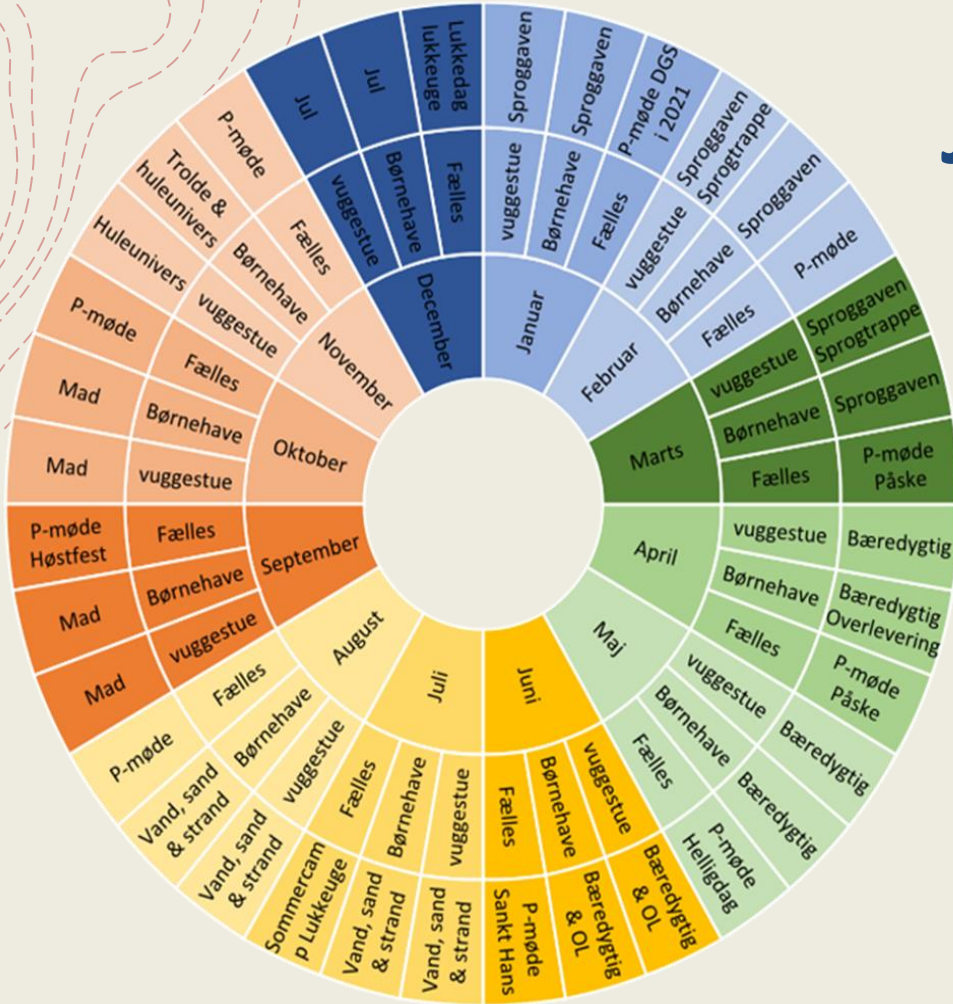 Januar
vuggestue
Sproggaven
Børnehave
Sproggaven
Fælles
P-møde DGS
i 2021
Februar
vuggestue
Sproggaven
Sprogtrappe
Børnehave
Sproggaven
Fælles
P-møde
Marts
vuggestue
Sproggaven
Sprogtrappe
Børnehave
Sproggaven
Fælles
P-møde
Påske
April
vuggestue
Bæredygtig
Børnehave
Bæredygtig
Overlevering
Fælles
P-møde
Påske
Maj
vuggestue
Bæredygtig
Børnehave
Bæredygtig
Fælles
P-møde
Helligdag
Juni
vuggestue
Bæredygtig
& OL
Børnehave
Bæredygtig
& OL
Fælles
P-møde
Sankt Hans
Juli
vuggestue
Vand, sand
& strand
Børnehave
Vand, sand
& strand
Fælles
Sommercam
p Lukkeuge
August
vuggestue
Vand, sand
& strand
Børnehave
Vand, sand
& strand
Fælles
P-møde
September
vuggestue
Mad
Børnehave
Mad
Fælles
P-møde
Høstfest
Oktober
vuggestue
Mad
Børnehave
Mad
Fælles
P-møde
November
vuggestue
Huleunivers
Børnehave
Trolde &
huleunivers
Fælles
P-møde
December
vuggestue
Jul
Børnehave
Jul
Fælles
Lukkedag
lukkeuge